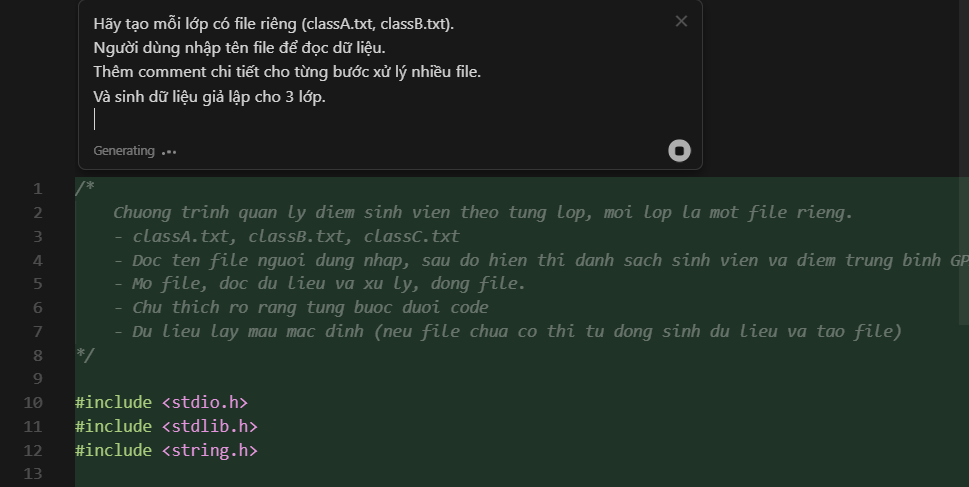 Hãy tạo mỗi lớp có file riêng (classA.txt, classB.txt).
Người dùng nhập tên file để đọc dữ liệu.
Thêm comment chi tiết cho từng bước xử lý nhiều file.
Và sinh dữ liệu giả lập cho 3 lớp.
Generating
1 /*
2 Chuong trinh quan ly diem sinh vien theo tung lop, moi lop la mot file rieng.
3 - classA.txt, classB.txt, classC.txt
4 - Doc ten file nguoi dung nhap, sau do hien thi danh sach sinh vien va diem trung binh GP
5 - Mo file, doc du lieu va xu ly, dong file.
6 - Chu thich ro rang tung buoc duoi code
7 - Du lieu lay mau mac dinh (neu file chua co thi tu dong sinh du lieu va tao file)
8 */
9
10 #include <stdio.h>
11 #include <stdlib.h>
12 #include <string.h>
13